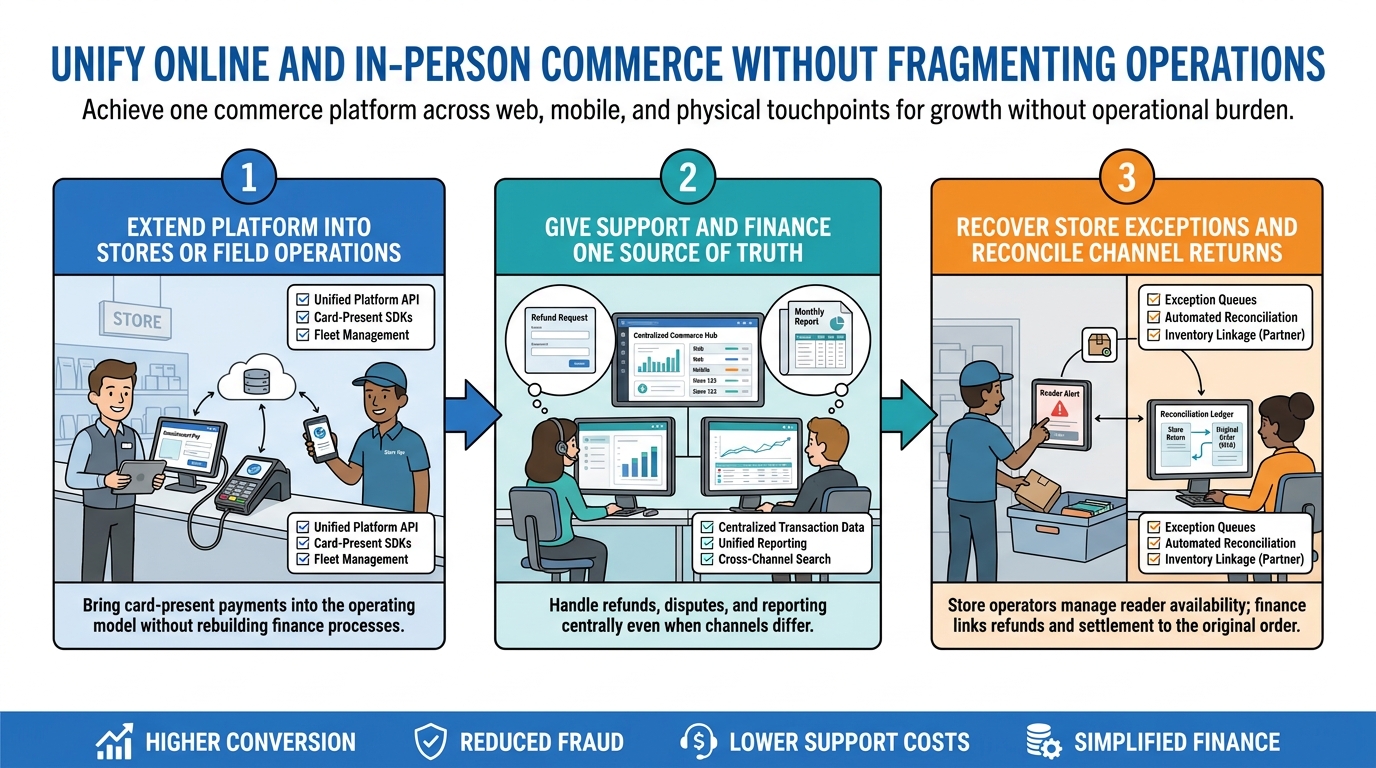 UNIFY ONLINE AND IN-PERSON COMMERCE WITHOUT FRAGMENTING OPERATIONS
Achieve one commerce platform across web, mobile, and physical touchpoints for growth without operational burden.
1
EXTEND PLATFORM INTO
STORES OR FIELD OPERATIONS
STORE
Unified Platform API
Card-Present SDKs
Fleet Management
Unified Platform API
Card-Present SDKs
Fleet Management
Bring card-present payments into the operating
model without rebuilding finance processes.
2
GIVE SUPPORT AND FINANCE
ONE SOURCE OF TRUTH
Refund Request
Centralized Commerce Hub
Monthly
Report
Centralized Transaction Data
Unified Reporting
Cross-Channel Search
Handle refunds, disputes, and reporting
centrally even when channels differ.
3
RECOVER STORE EXCEPTIONS AND
RECONCILE CHANNEL RETURNS
Exception Queues
Automated Reconciliation
Inventory Linkage (Partner)
Reader Alert
Reconciliation Ledger
Store
Return
Order
Exception Queues
Automated Reconciliation
Inventory Linkage (Partner)
Store operators manage reader availability; finance
links refunds and settlement to the original order.
HIGHER CONVERSION
REDUCED FRAUD
LOWER SUPPORT COSTS
SIMPLIFIED FINANCE